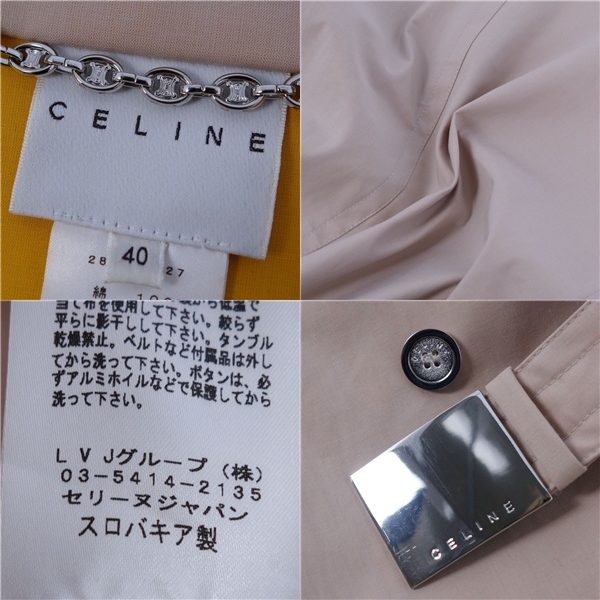 CELINE
40
28 27
綿 100
当て布を使用して下さい。絞らず
平らに影干しして下さい。タンブル
乾燥禁止。ベルトなど付属品は外し
てから洗って下さい。ボタンは、必
ずアルミホイルなどで保護してから
洗って下さい。
LVJグループ(株)
03-5414-2135
セリーヌジャパン
スロバキア製
CELINE